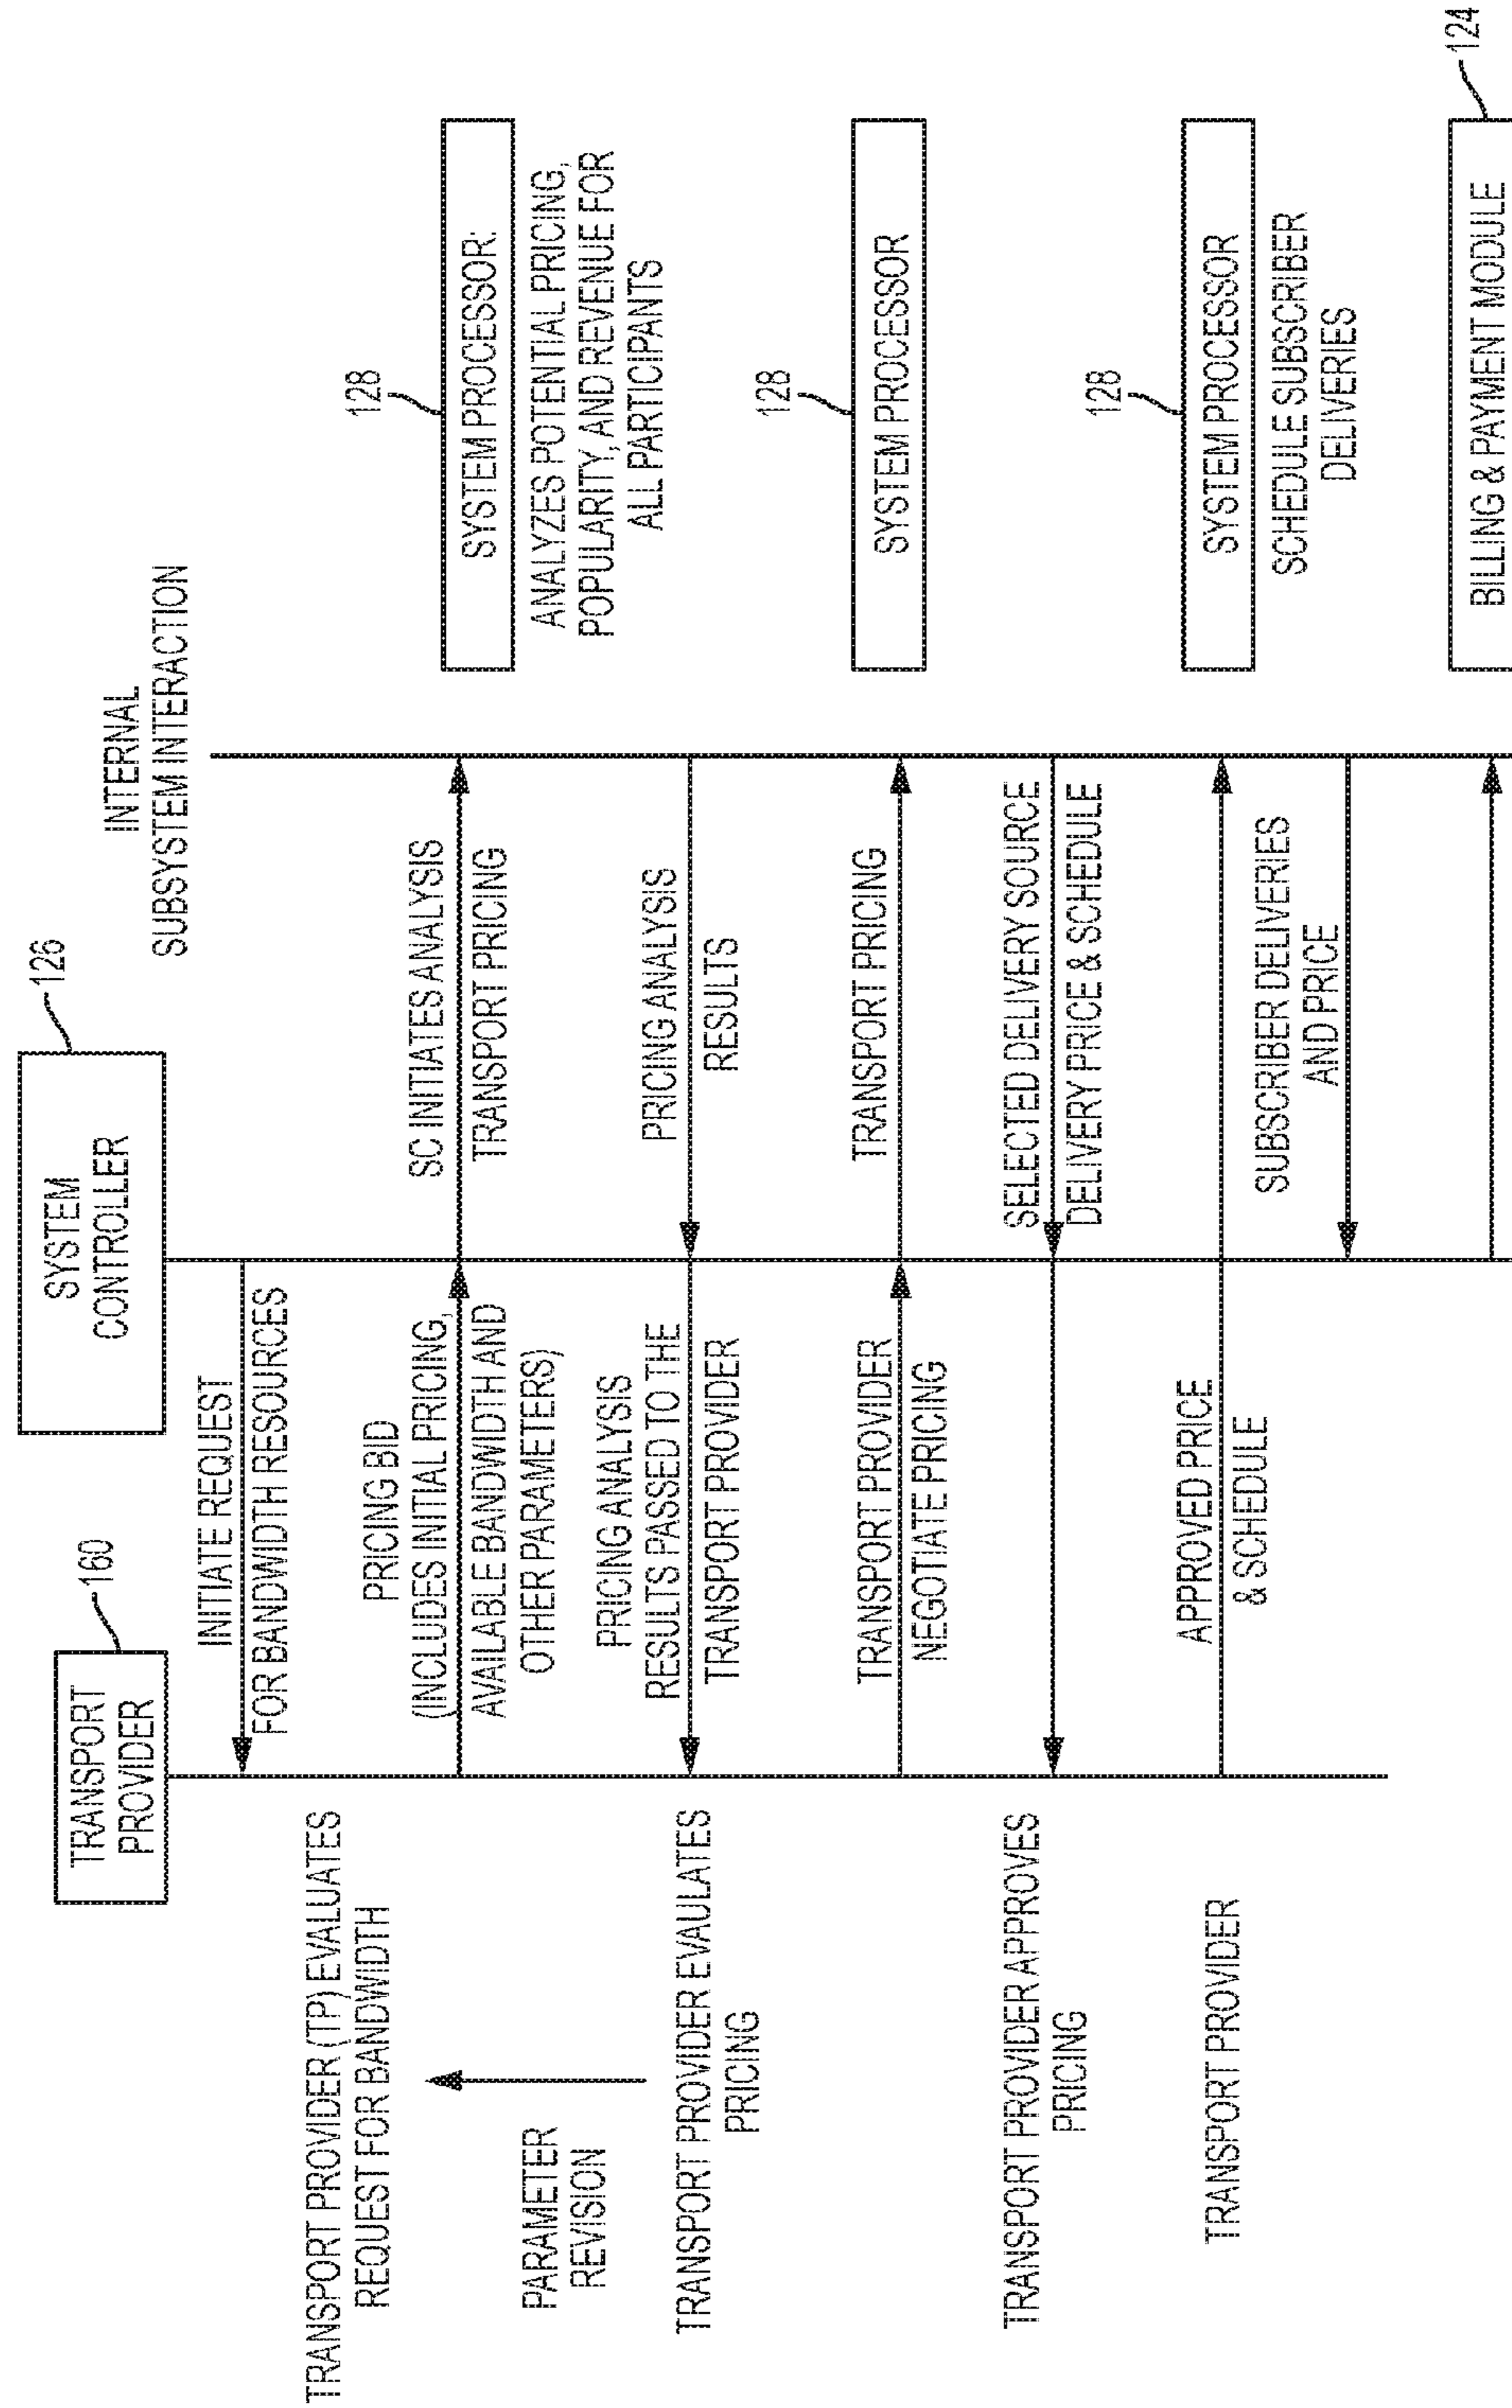 TRANSPORT
PROVIDER
160
SYSTEM
CONTROLLER
126
INTERNAL
SUBSYSTEM INTERACTION
INITIATE REQUEST
FOR BANDWIDTH RESOURCES
TRANSPORT PROVIDER (TP) EVALUATES
REQUEST FOR BANDWIDTH
PRICING BID
(INCLUDES INITIAL PRICING,
AVAILABLE BANDWIDTH AND
OTHER PARAMETERS)
SC INITIATES ANALYSIS
TRANSPORT PRICING
128
SYSTEM PROCESSOR:
ANALYZES POTENTIAL PRICING,
POPULARITY, AND REVENUE FOR
ALL PARTICIPANTS
PARAMETER
REVISION
TRANSPORT PROVIDER EVAULATES
PRICING
PRICING ANALYSIS
RESULTS PASSED TO THE
TRANSPORT PROVIDER
PRICING ANALYSIS
RESULTS
TRANSPORT PROVIDER
NEGOTIATE PRICING
TRANSPORT PRICING
128
SYSTEM PROCESSOR
TRANSPORT PROVIDER APPROVES
PRICING
SELECTED DELIVERY SOURCE
DELIVERY PRICE & SCHEDULE
TRANSPORT PROVIDER
APPROVED PRICE
& SCHEDULE
128
SYSTEM PROCESSOR
SCHEDULE SUBSCRIBER
DELIVERIES
SUBSCRIBER DELIVERIES
AND PRICE
124
BILLING & PAYMENT MODULE